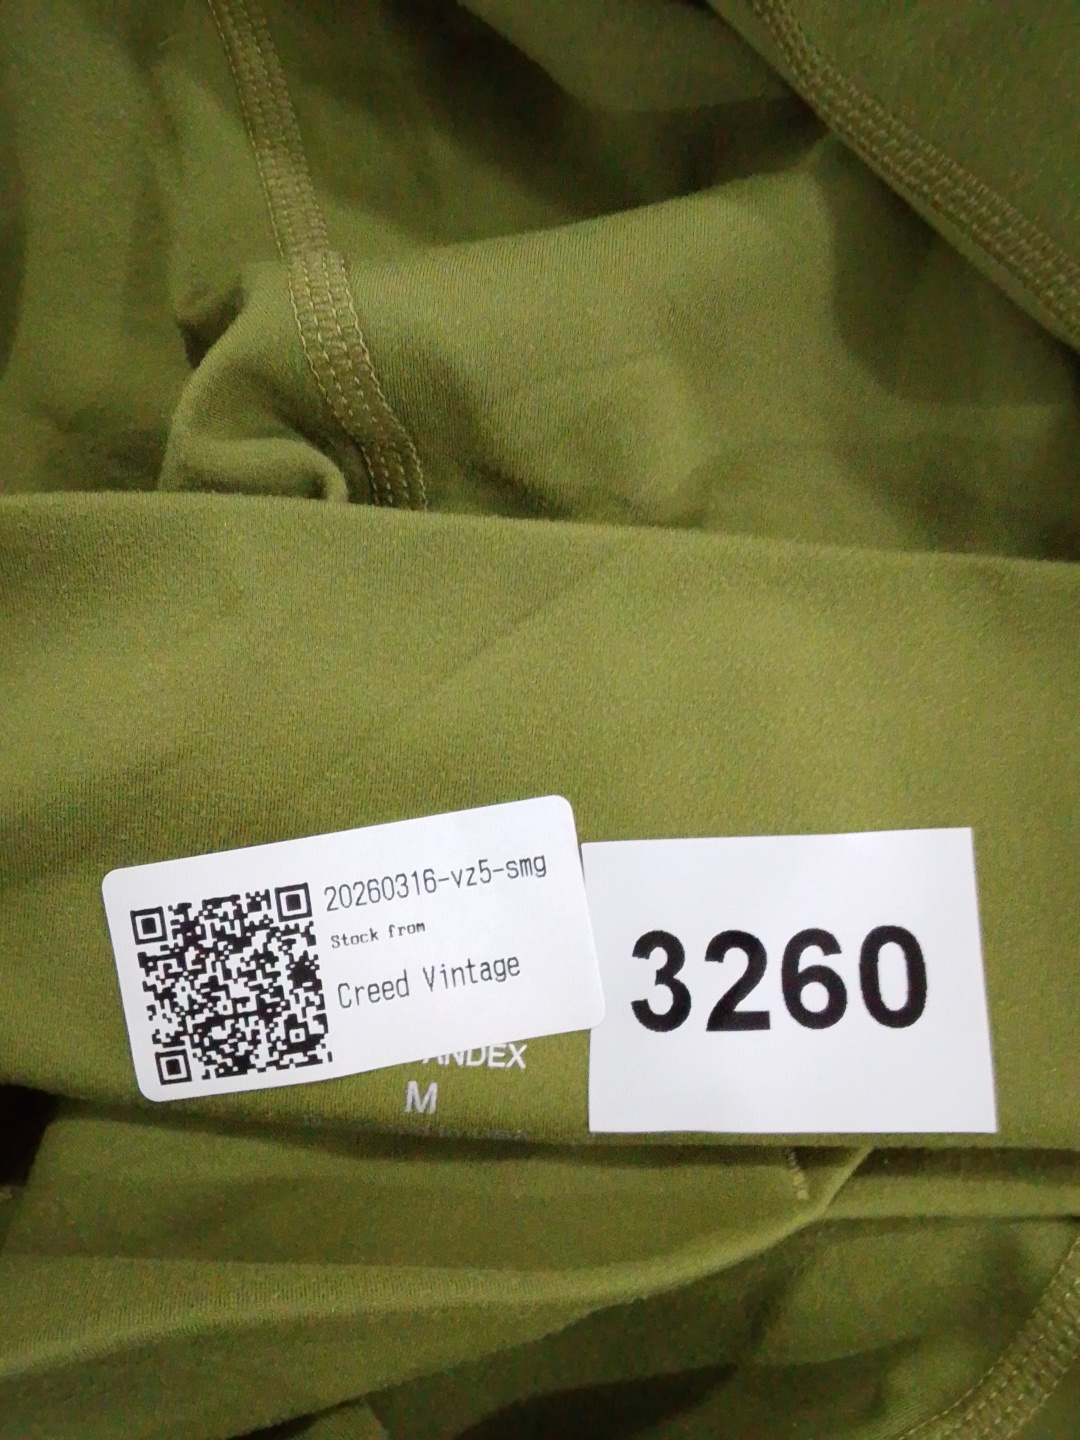 20260316-vz5-smg
Stock from
Creed Vintage
3260
ANDEX
M